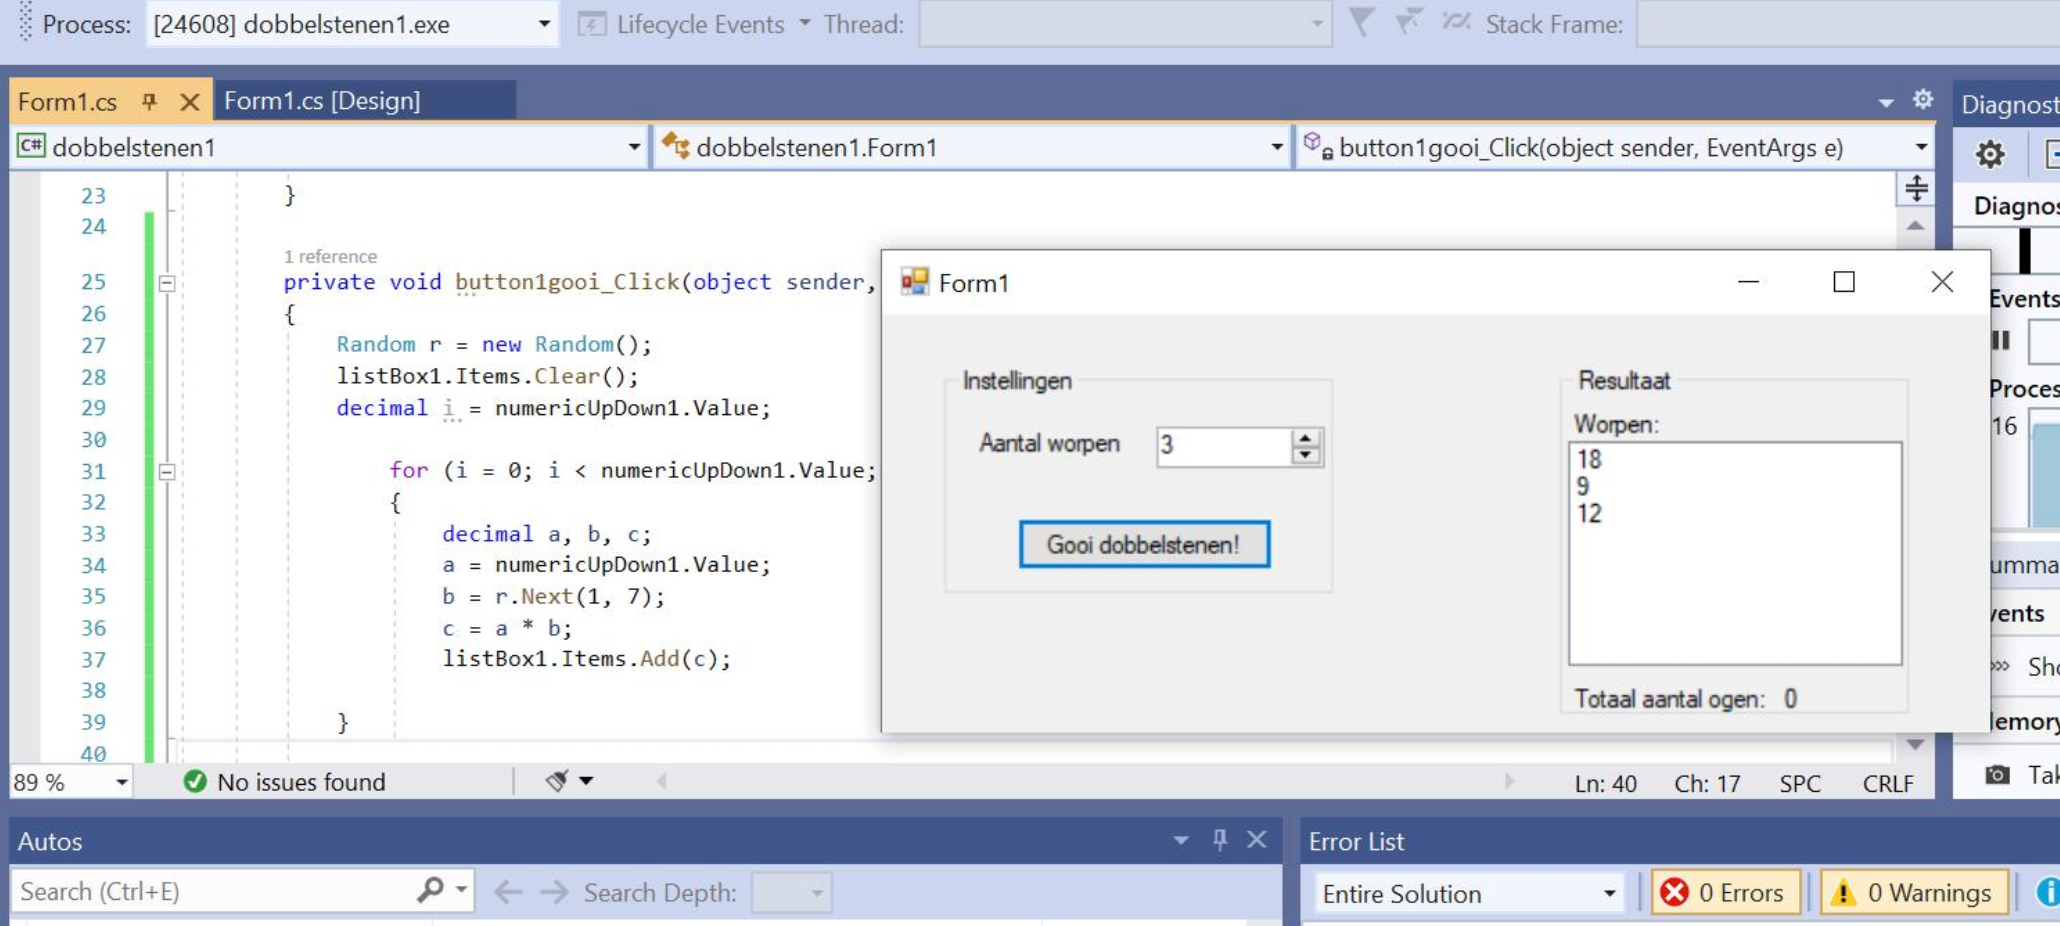 Process: [24608] dobbelstenen1.exe Lifecycle Events Thread: Stack Frame:
Form1.cs Form1.cs [Design]
C# dobbelstenen1 dobbelstenen1.Form1 button1gooi_Click(object sender, EventArgs e)
23 }
24
1 reference
25 private void button1gooi_Click(object sender,
26 {
27 Random r = new Random();
28 listBox1.Items.Clear();
29 decimal i = numericUpDown1.Value;
30
31 for (i = 0; i < numericUpDown1.Value;
32 {
33 decimal a, b, c;
34 a = numericUpDown1.Value;
35 b = r.Next(1, 7);
36 c = a * b;
37 listBox1.Items.Add(c);
38
39 }
40
89 % No issues found Ln: 40 Ch: 17 SPC CRLF
Form1
Instellingen
Aantal worpen 3
Gooi dobbelstenen!
Resultaat
Worpen:
18
9
12
Totaal aantal ogen: 0
Diagnost
Diagnos
Events
Proces
16
umma
vents
Sho
emory
Tak
Autos
Search (Ctrl+E) Search Depth:
Error List
Entire Solution 0 Errors 0 Warnings